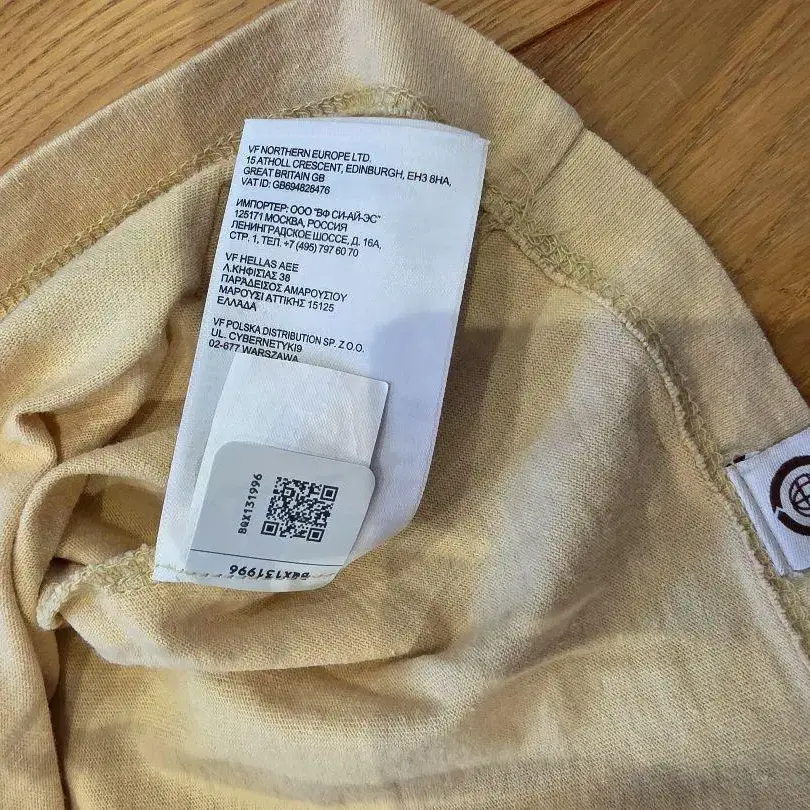 VF NORTHERN EUROPE LTD.
15 ATHOLL CRESCENT, EDINBURGH, EH3 8HA,
GREAT BRITAIN GB
VAT ID: GB694828476
ИМПОРТЕР: ООО "ВФ СИ-АЙ-ЭС"
125171 МОСКВА, РОССИЯ
ЛЕНИНГРАДСКОЕ ШОССЕ, Д. 16А,
СТР. 1, ТЕЛ. +7 (495) 797 60 70
VF HELLAS AEE
Λ.ΚΗΦΙΣΙΑΣ 38
ΠΑΡΑΔΕΙΣΟΣ ΑΜΑΡΟΥΣΙΟΥ
ΜΑΡΟΥΣΙ ΑΤΤΙΚΗΣ 15125
ΕΛΛΑΔΑ
VF POLSKA DISTRIBUTION SP. Z O.O.
UL. CYBERNETYKI9
02-677 WARSZAWA
BQX131996
BQX131996